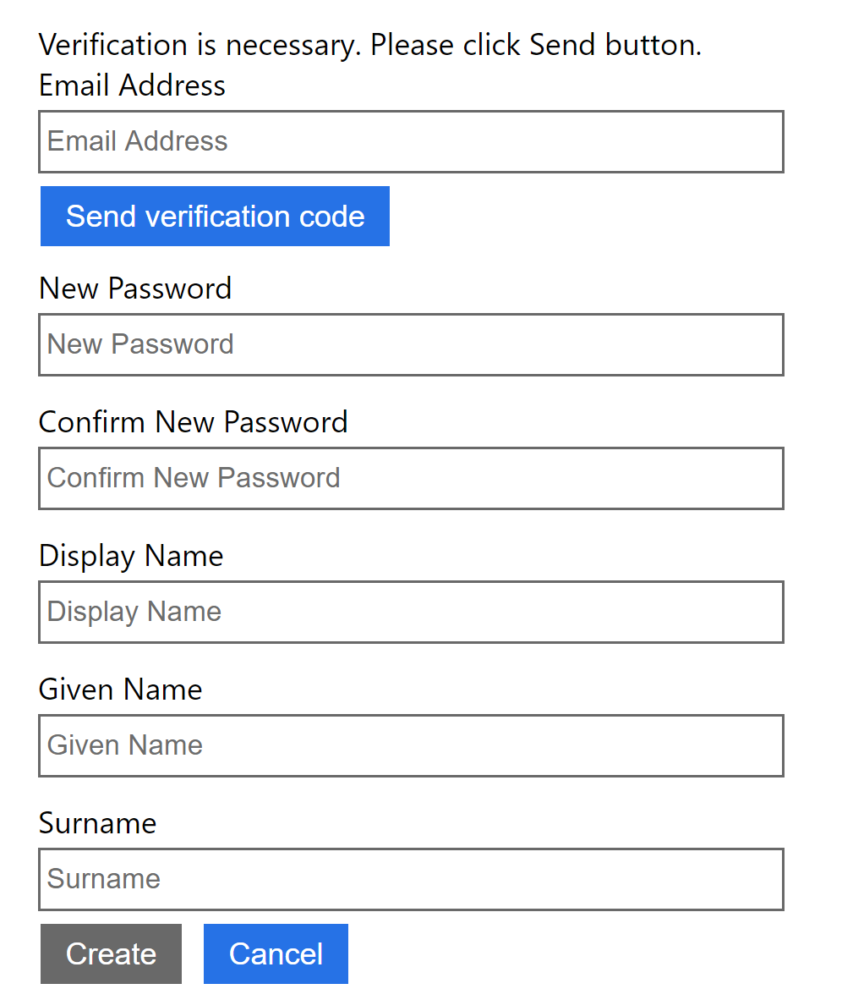 Verification is necessary. Please click Send button.
Email Address
Email Address
Send verification code
New Password
New Password
Confirm New Password
Confirm New Password
Display Name
Display Name
Given Name
Given Name
Surname
Surname
Create Cancel